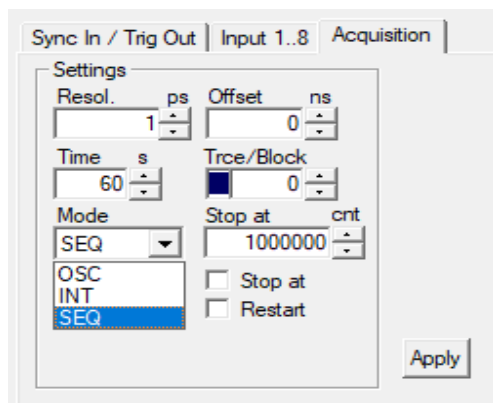 Sync In / Trig Out Input 1..8 Acquisition
Settings
Resol. ps Offset ns
1 0
Time s Trce/Block
60 0
Mode Stop at cnt
SEQ 1000000
OSC Stop at
INT Restart
SEQ
Apply